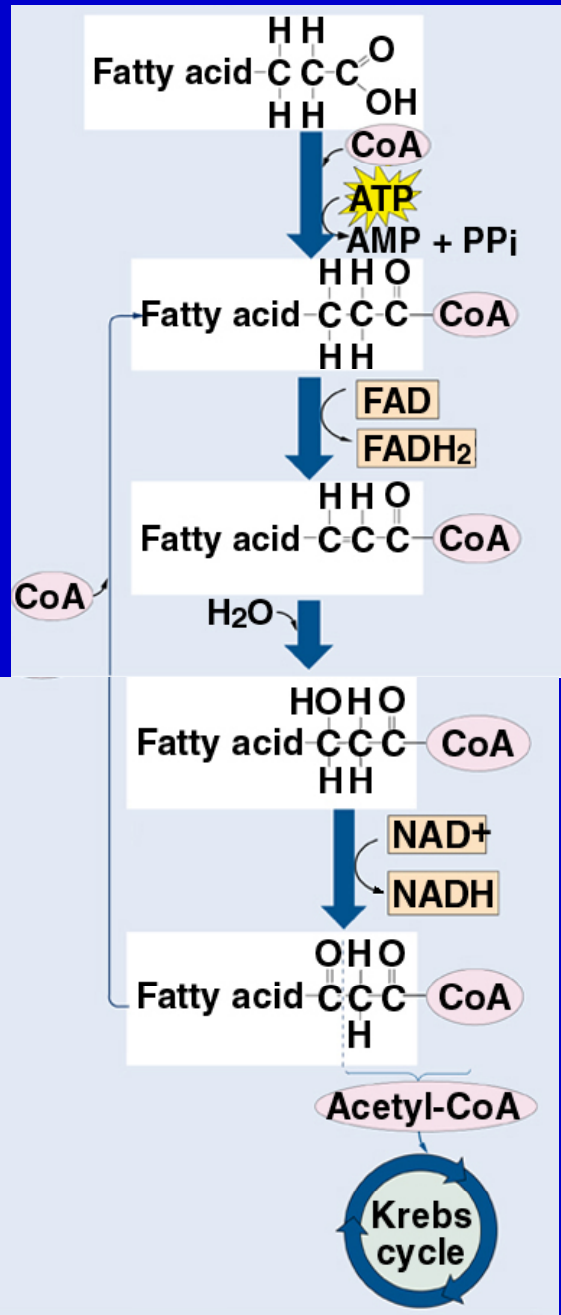 H H
Fatty acid-C-C-C=O
H H OH
CoA
ATP
AMP + PPi
H H O
Fatty acid-C-C-C-CoA
H H
FAD
FADH₂
H H O
Fatty acid-C=C-C-CoA
CoA
H₂O
HO H O
Fatty acid-C-C-C-CoA
H H
NAD+
NADH
O H O
Fatty acid-C-C-C-CoA
H
Acetyl-CoA
Krebs
cycle